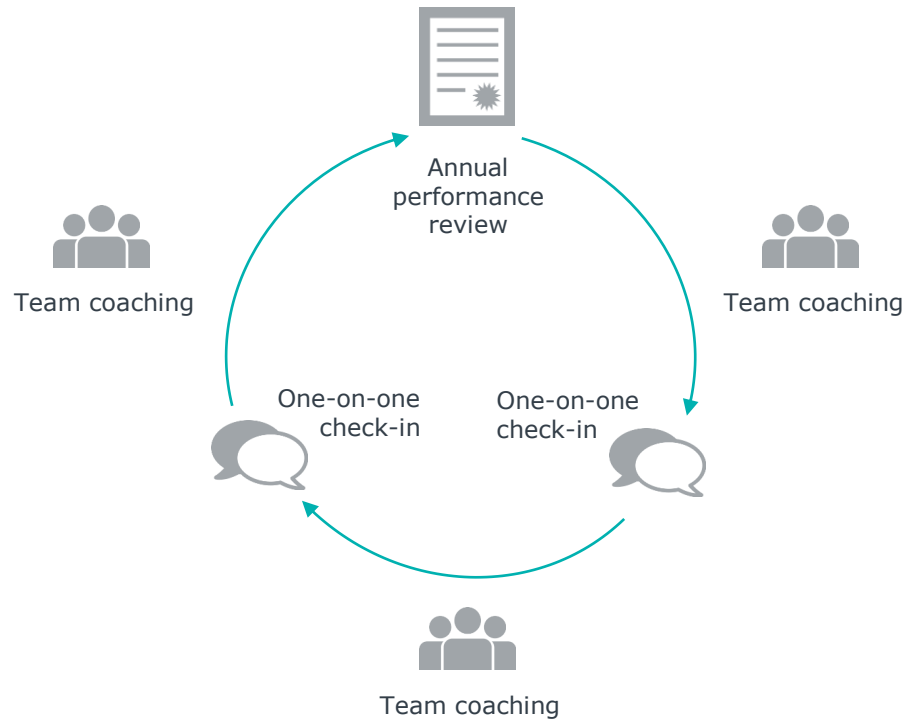 Annual
performance
review
Team coaching
Team coaching
One-on-one
check-in
One-on-one
check-in
Team coaching